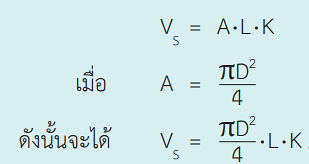 V_S = A·L·K
เมื่อ A = πD²/4
ดังนั้นจะได้ V_S = πD²/4 ·L·K